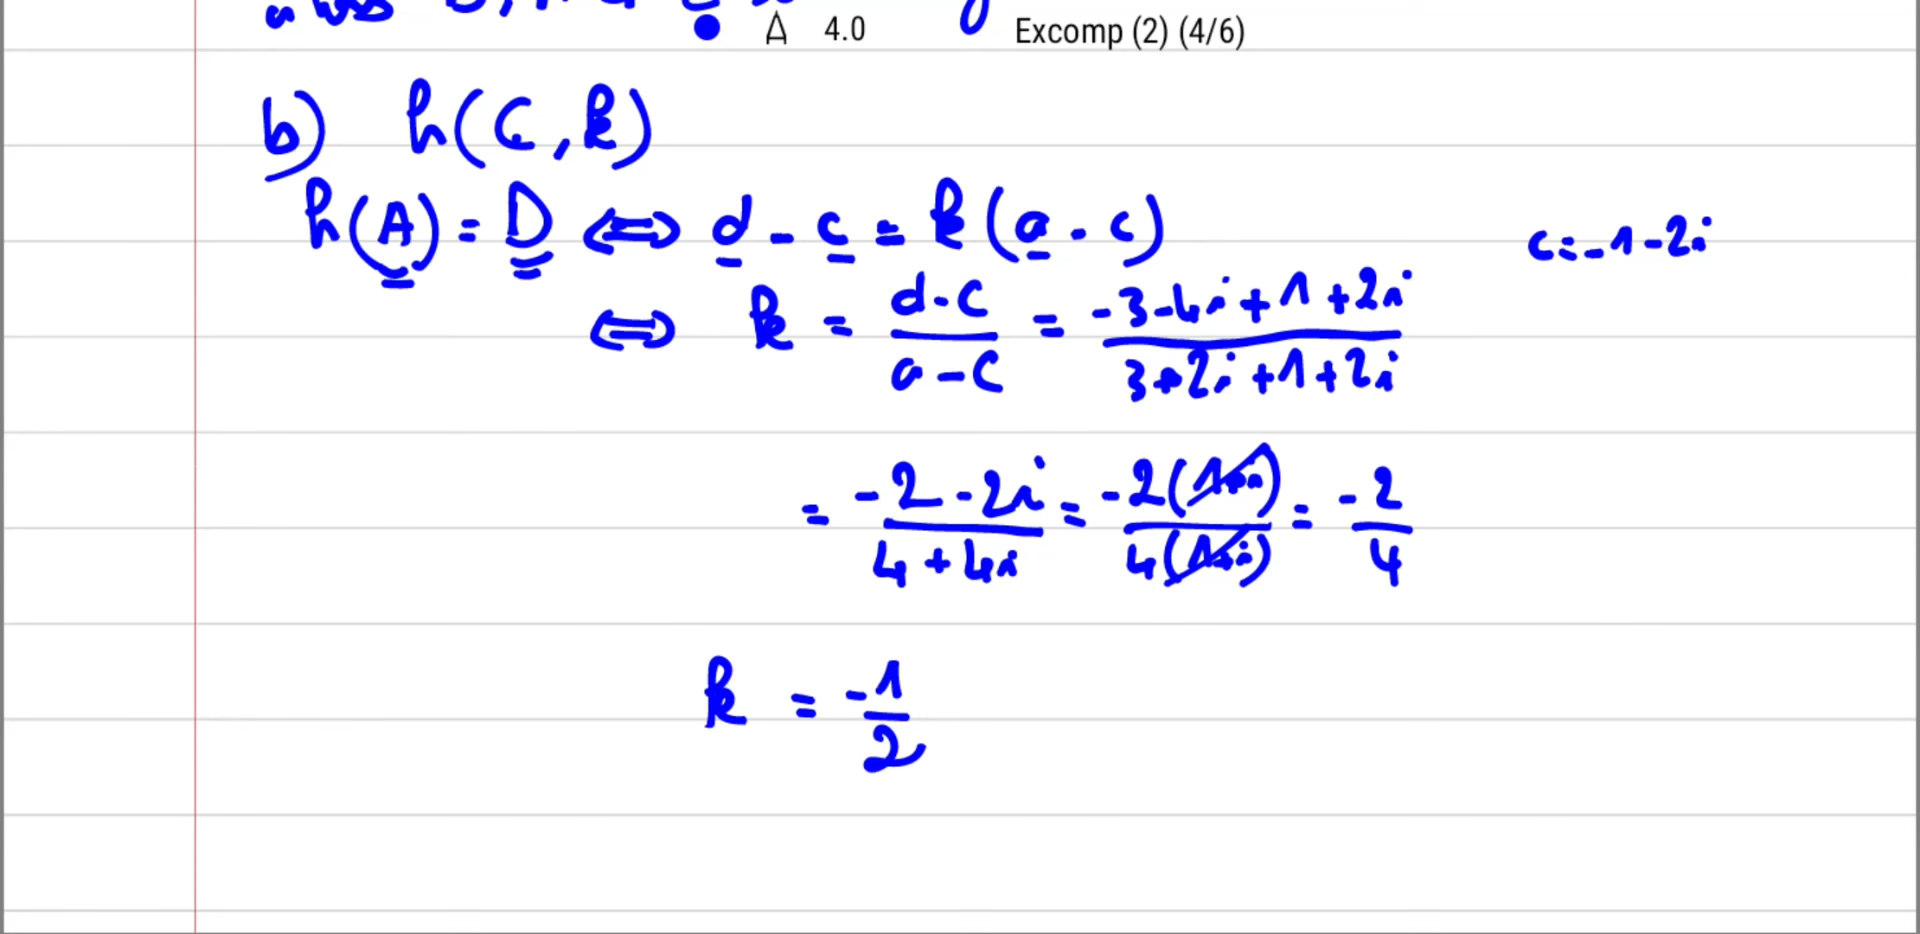 4.0 Excomp (2) (4/6)
b) h(C, k)
h(A) = D ⇔ d - c = k(a - c)
c = -1 - 2i
⇔ k = (d - c)/(a - c) = (-3 - 4i + 1 + 2i)/(3 + 2i + 1 + 2i)
= (-2 - 2i)/(4 + 4i) = (-2(1+i))/(4(1+i)) = -2/4
k = -1/2